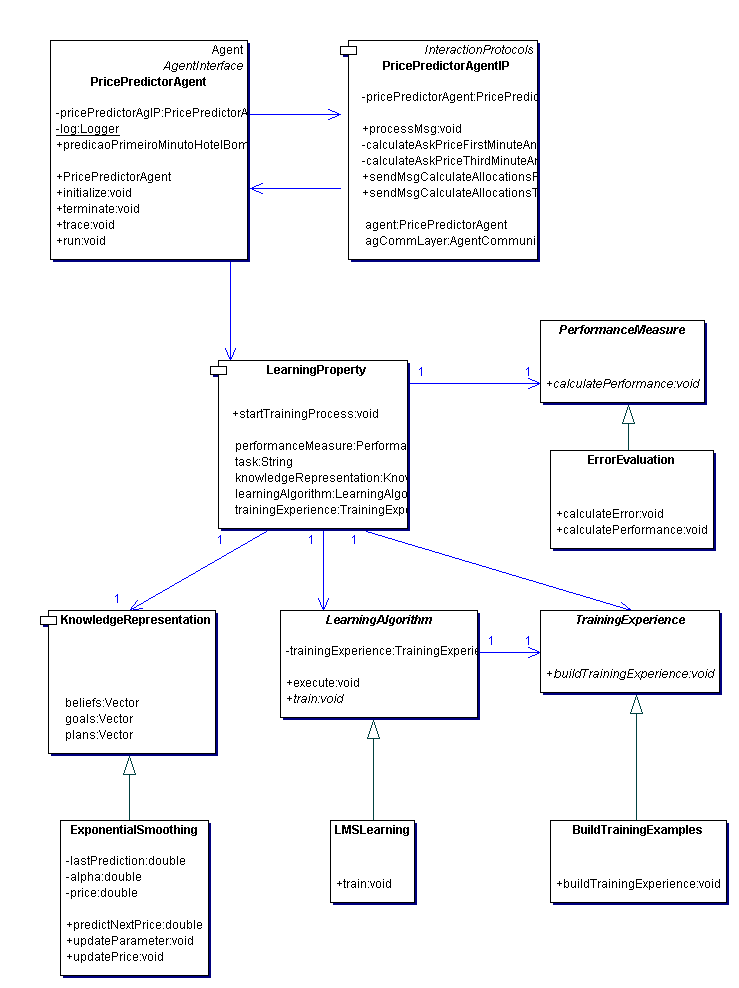 Agent
AgentInterface
PricePredictorAgent
-pricePredictorAgIP:PricePredictorA
-log:Logger
+predicaoPrimeiroMinutoHotelBom
+PricePredictorAgent
+initialize:void
+terminate:void
+trace:void
+run:void
InteractionProtocols
PricePredictorAgentIP
-pricePredictorAgent:PricePredic
+processMsg:void
-calculateAskPriceFirstMinuteAn
-calculateAskPriceThirdMinuteAn
+sendMsgCalculateAllocationsF
+sendMsgCalculateAllocationsT
agent:PricePredictorAgent
agCommLayer:AgentCommuni
LearningProperty
+startTrainingProcess:void
performanceMeasure:Performa
task:String
knowledgeRepresentation:Know
learningAlgorithm:LearningAlgo
trainingExperience:TrainingExpe
1
1
PerformanceMeasure
+calculatePerformance:void
ErrorEvaluation
+calculateError:void
+calculatePerformance:void
1
1
1
1
KnowledgeRepresentation
beliefs:Vector
goals:Vector
plans:Vector
LearningAlgorithm
-trainingExperience:TrainingExperie
+execute:void
+train:void
1
1
TrainingExperience
+buildTrainingExperience:void
ExponentialSmoothing
-lastPrediction:double
-alpha:double
-price:double
+predictNextPrice:double
+updateParameter:void
+updatePrice:void
LMSLearning
+train:void
BuildTrainingExamples
+buildTrainingExperience:void